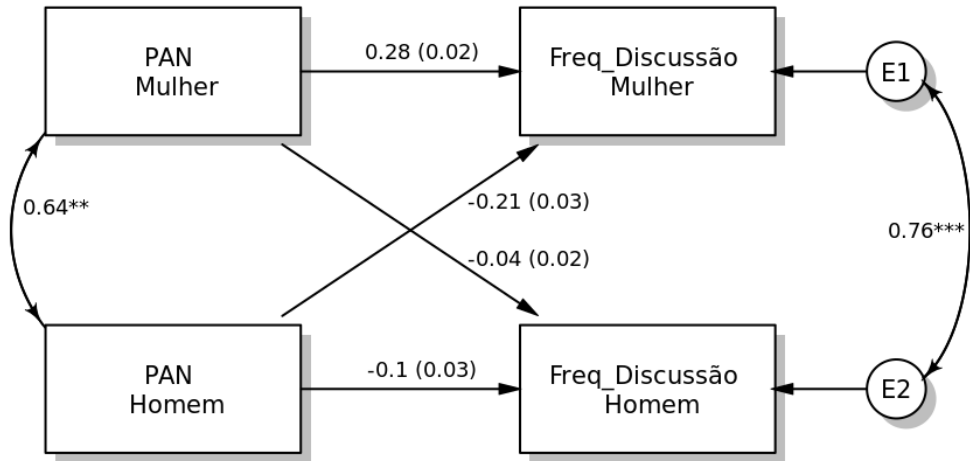 PAN
Mulher
0.28 (0.02)
Freq_Discussão
Mulher
E1
0.64**
-0.21 (0.03)
-0.04 (0.02)
0.76***
PAN
Homem
-0.1 (0.03)
Freq_Discussão
Homem
E2